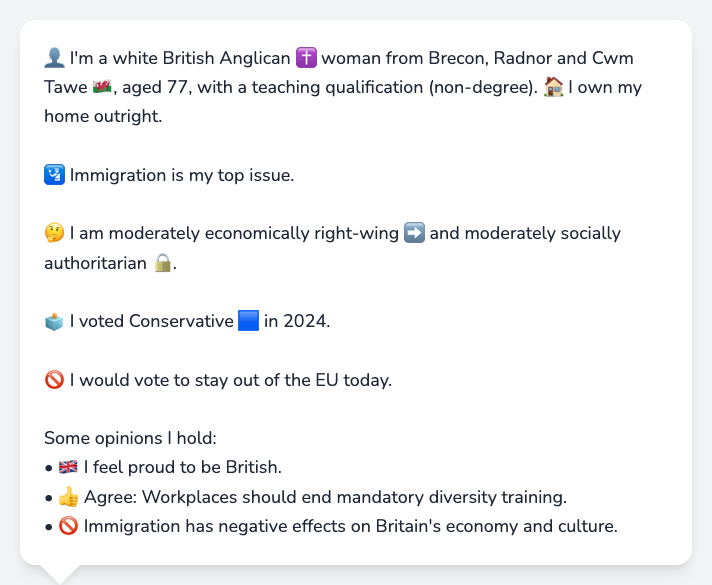 👤 I'm a white British Anglican ✝️ woman from Brecon, Radnor and Cwm
Tawe 🏴󠁧󠁢󠁷󠁬󠁳󠁿, aged 77, with a teaching qualification (non-degree). 🏠 I own my
home outright.
🛂 Immigration is my top issue.
🤔 I am moderately economically right-wing ➡️ and moderately socially
authoritarian 🔒.
🗳️ I voted Conservative 🟦 in 2024.
🚫 I would vote to stay out of the EU today.
Some opinions I hold:
• 🇬🇧 I feel proud to be British.
• 👍 Agree: Workplaces should end mandatory diversity training.
• 🚫 Immigration has negative effects on Britain's economy and culture.